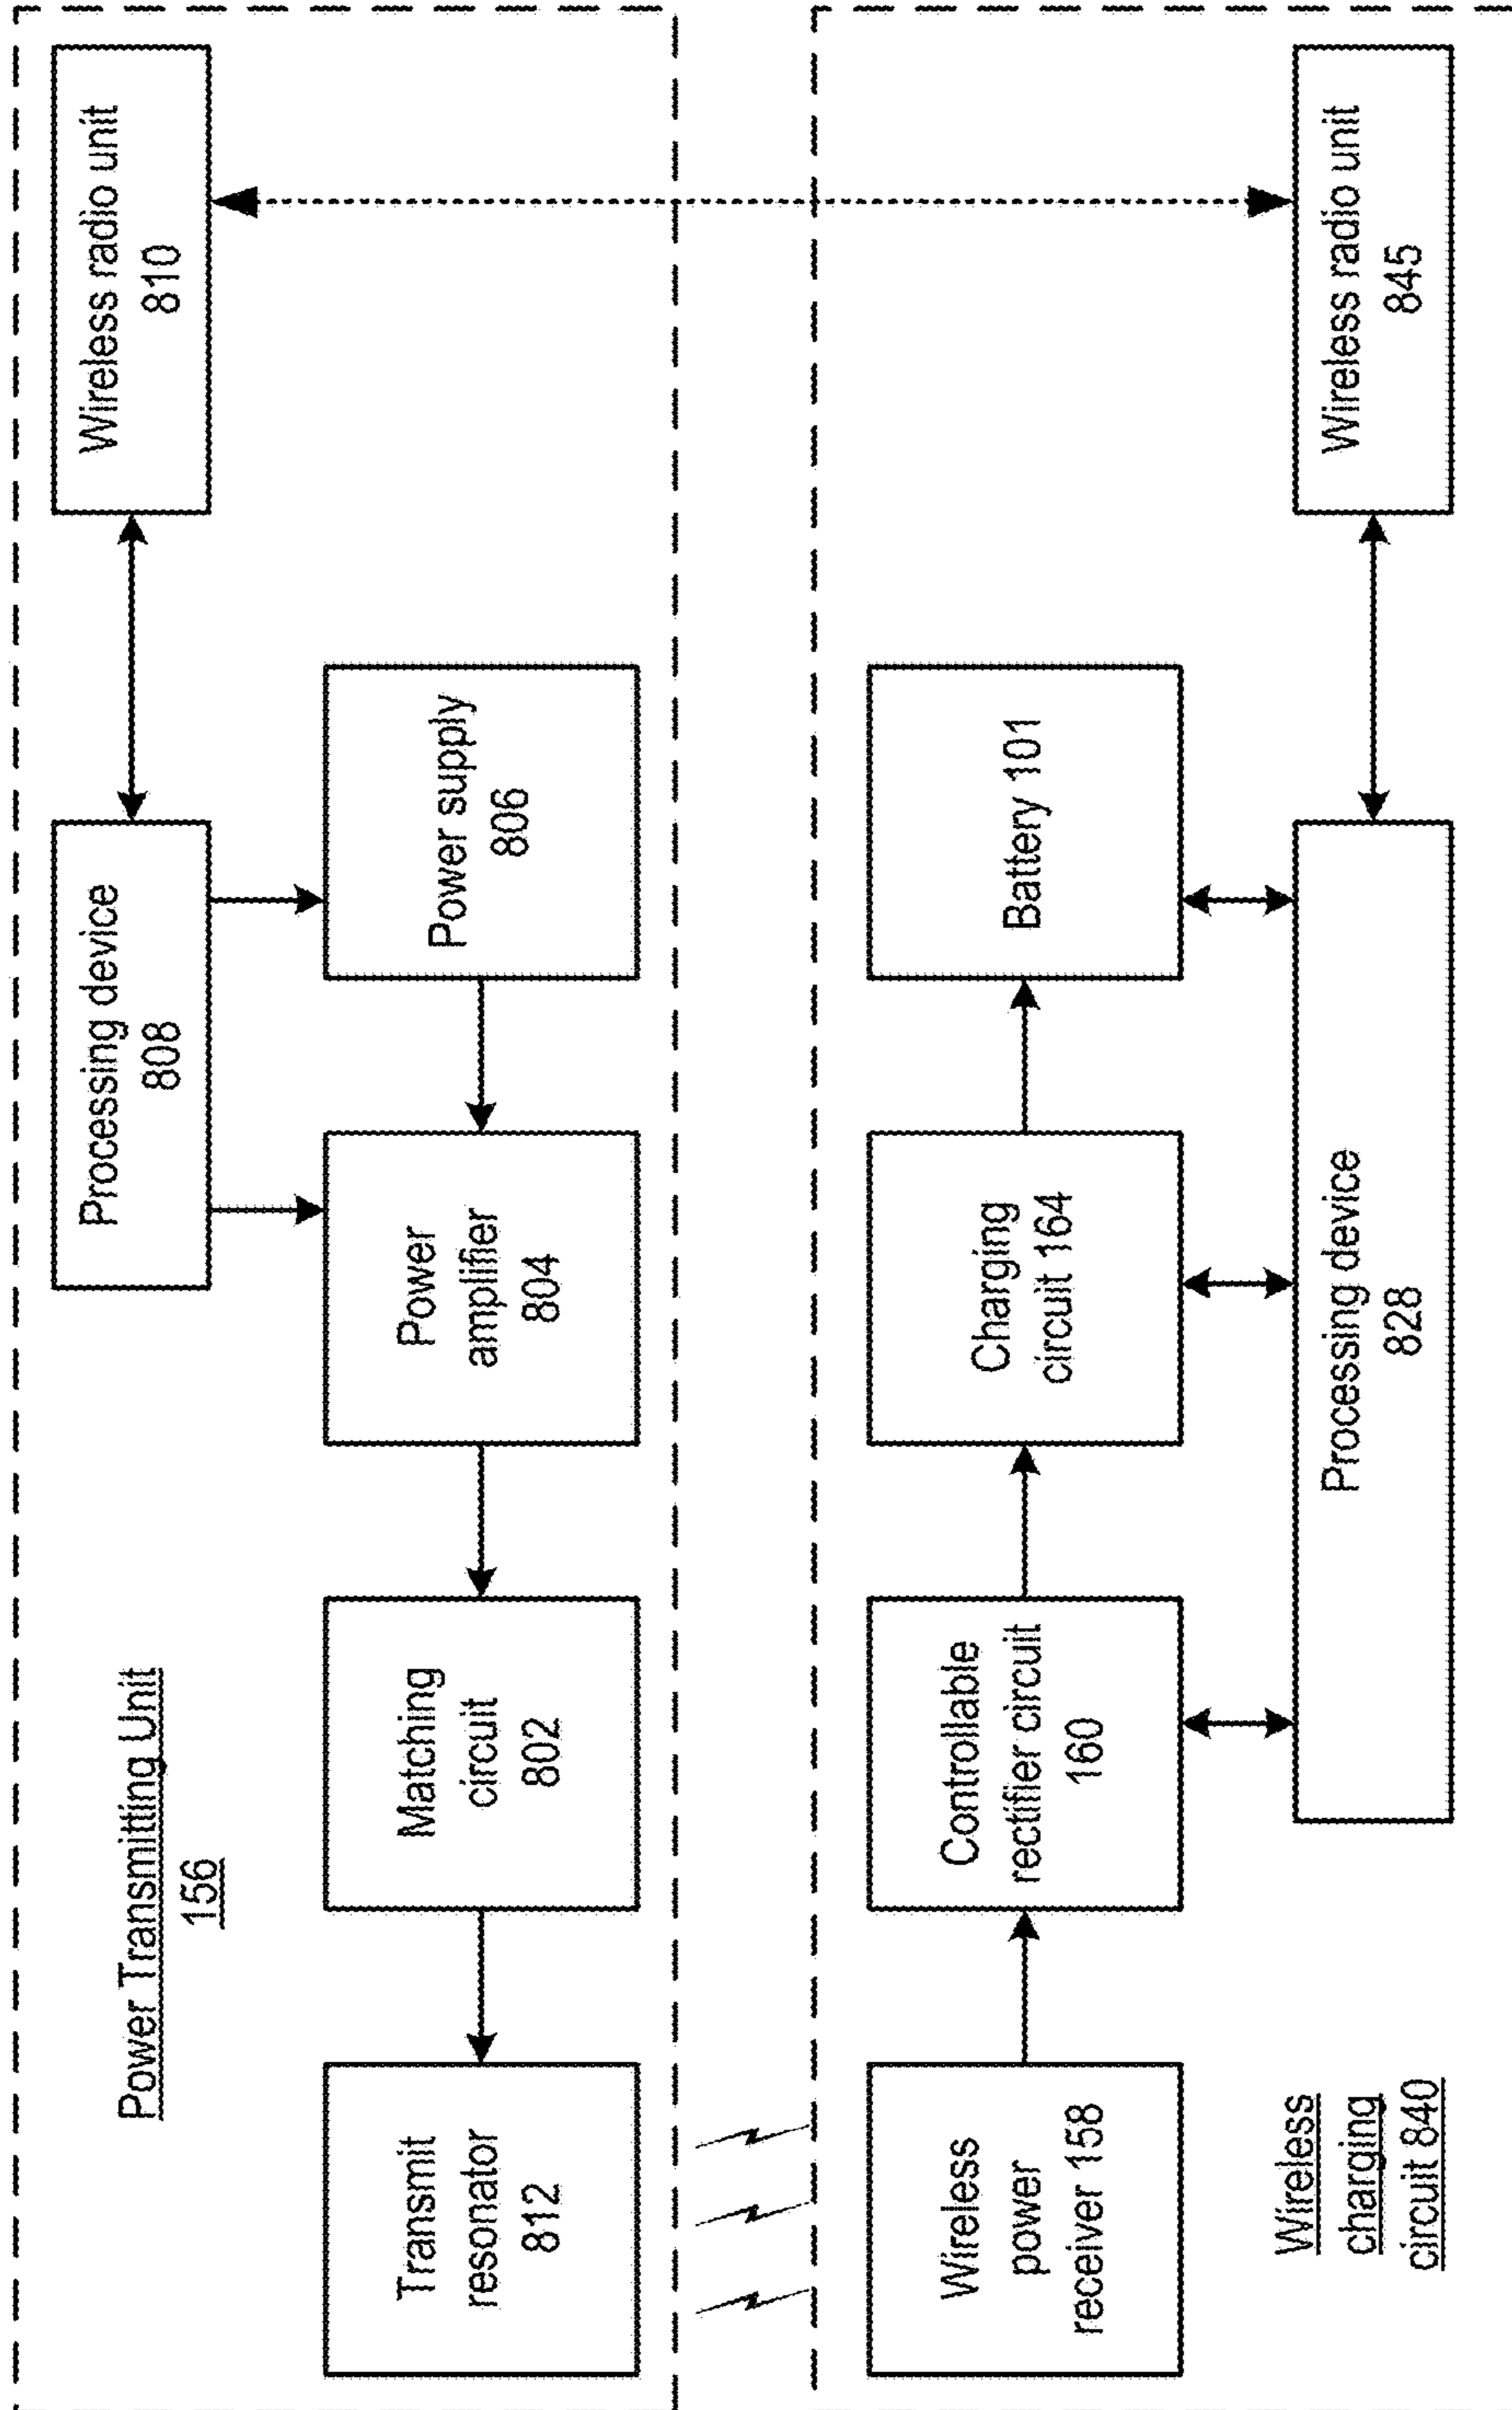 Power Transmitting Unit
156
Processing device
808
Wireless radio unit
810
Transmit
resonator
812
Matching
circuit
802
Power
amplifier
804
Power supply
806
Wireless
power
receiver 158
Controllable
rectifier circuit
160
Charging
circuit 164
Battery 101
Wireless
charging
circuit 840
Processing device
828
Wireless radio unit
845